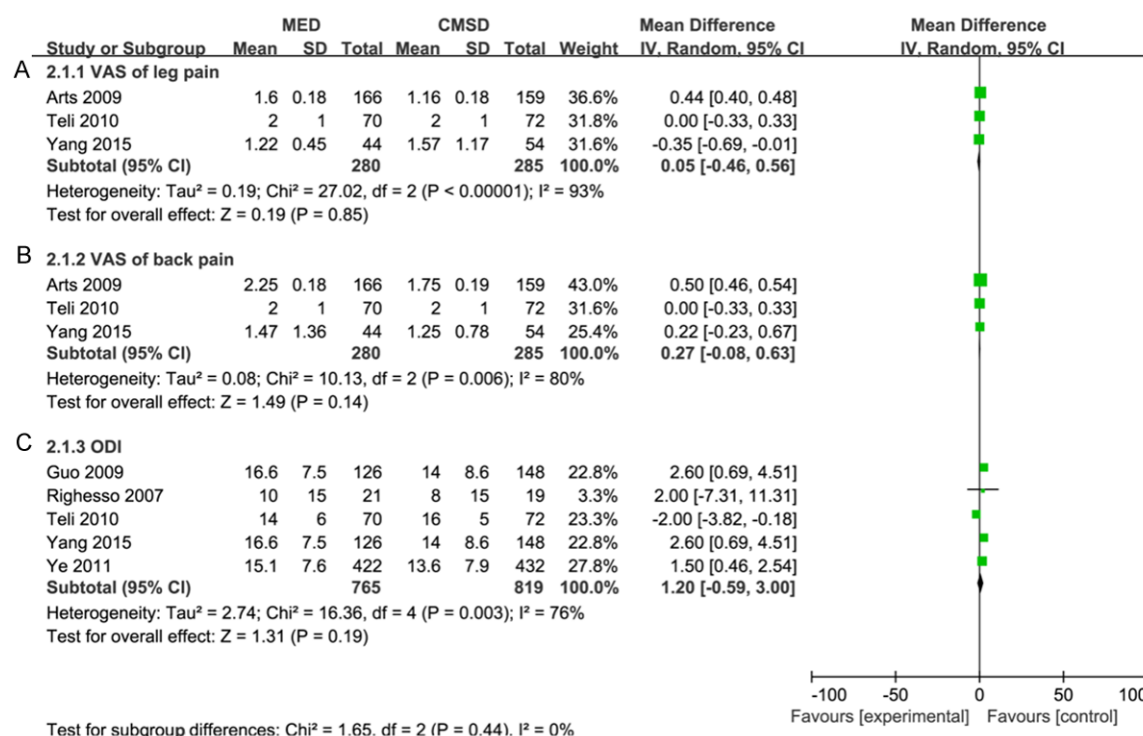 MED CMSD Mean Difference Mean Difference
Study or Subgroup Mean SD Total Mean SD Total Weight IV, Random, 95% CI IV, Random, 95% CI
A 2.1.1 VAS of leg pain
Arts 2009 1.6 0.18 166 1.16 0.18 159 36.6% 0.44 [0.40, 0.48]
Teli 2010 2 1 70 2 1 72 31.8% 0.00 [-0.33, 0.33]
Yang 2015 1.22 0.45 44 1.57 1.17 54 31.6% -0.35 [-0.69, -0.01]
Subtotal (95% CI) 280 285 100.0% 0.05 [-0.46, 0.56]
Heterogeneity: Tau² = 0.19; Chi² = 27.02, df = 2 (P < 0.00001); I² = 93%
Test for overall effect: Z = 0.19 (P = 0.85)
B 2.1.2 VAS of back pain
Arts 2009 2.25 0.18 166 1.75 0.19 159 43.0% 0.50 [0.46, 0.54]
Teli 2010 2 1 70 2 1 72 31.6% 0.00 [-0.33, 0.33]
Yang 2015 1.47 1.36 44 1.25 0.78 54 25.4% 0.22 [-0.23, 0.67]
Subtotal (95% CI) 280 285 100.0% 0.27 [-0.08, 0.63]
Heterogeneity: Tau² = 0.08; Chi² = 10.13, df = 2 (P = 0.006); I² = 80%
Test for overall effect: Z = 1.49 (P = 0.14)
C 2.1.3 ODI
Guo 2009 16.6 7.5 126 14 8.6 148 22.8% 2.60 [0.69, 4.51]
Righesso 2007 10 15 21 8 15 19 3.3% 2.00 [-7.31, 11.31]
Teli 2010 14 6 70 16 5 72 23.3% -2.00 [-3.82, -0.18]
Yang 2015 16.6 7.5 126 14 8.6 148 22.8% 2.60 [0.69, 4.51]
Ye 2011 15.1 7.6 422 13.6 7.9 432 27.8% 1.50 [0.46, 2.54]
Subtotal (95% CI) 765 819 100.0% 1.20 [-0.59, 3.00]
Heterogeneity: Tau² = 2.74; Chi² = 16.36, df = 4 (P = 0.003); I² = 76%
Test for overall effect: Z = 1.31 (P = 0.19)
-100 -50 0 50 100
Favours [experimental] Favours [control]
Test for subgroup differences: Chi² = 1.65, df = 2 (P = 0.44), I² = 0%